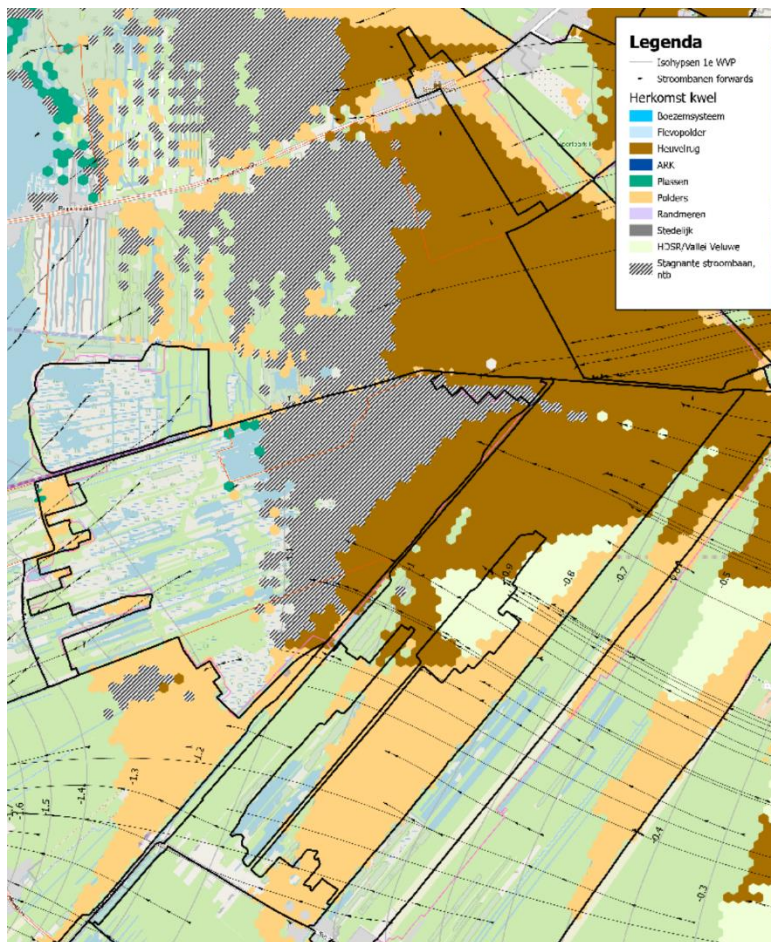 Legenda
Isohypsen 1e WVP
Stroombanen forwards
Herkomst kwel
Boezemsysteem
Flevopolder
Heuvelrug
ARK
Plassen
Polders
Randmeren
Stedelijk
HDSR/Vallei Veluwe
Stagnante stroombaan,
ntb
-0.9
-0.8
-0.7
-1.2
-1.3
-1.4
-1.5
-0.4
-0.3